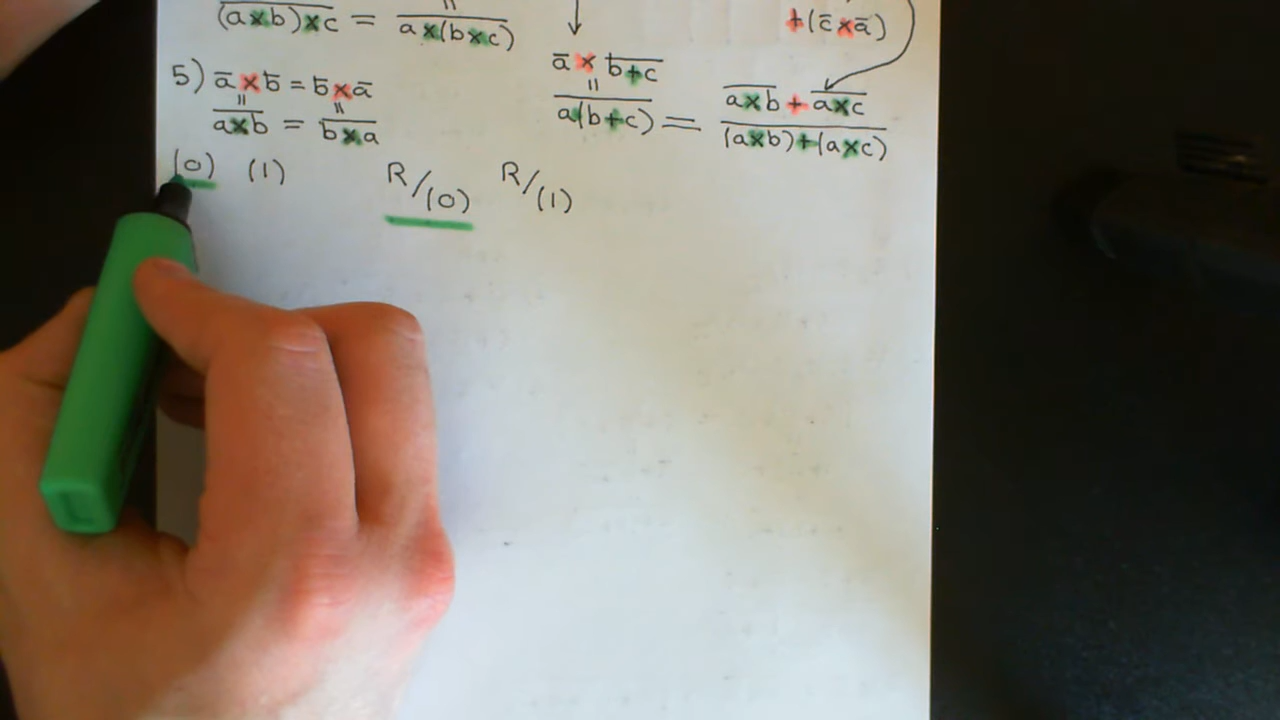 (a×b)×c = a×(b×c)
+(c̄×ā)
5) ā×b̄ = b̄×ā
a×b = b×a
ā × b+c
=
a(b+c) = a×b + a×c
(a×b)+(a×c)
(0) (1) R/(0) R/(1)